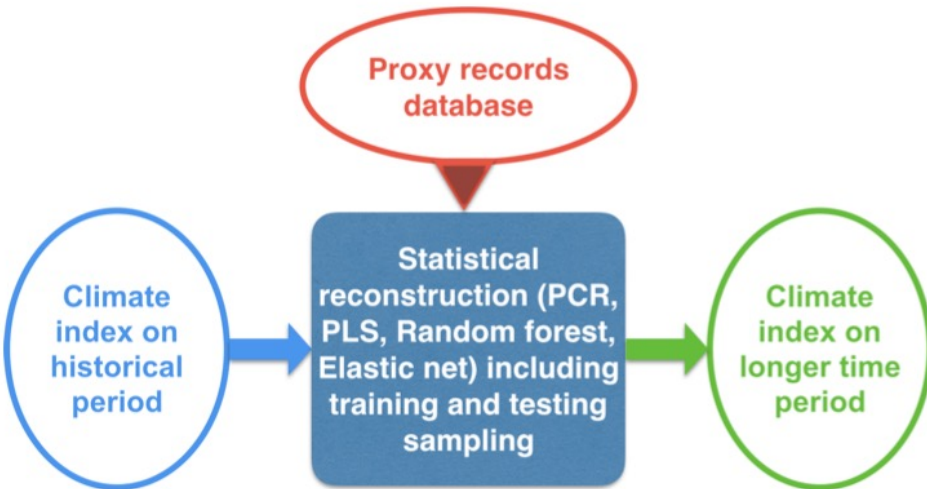 Proxy records
database
Climate
index on
historical
period
Statistical
reconstruction (PCR,
PLS, Random forest,
Elastic net) including
training and testing
sampling
Climate
index on
longer time
period